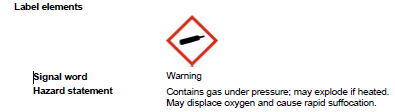 Label elements
Signal word Warning
Hazard statement Contains gas under pressure; may explode if heated.
May displace oxygen and cause rapid suffocation.